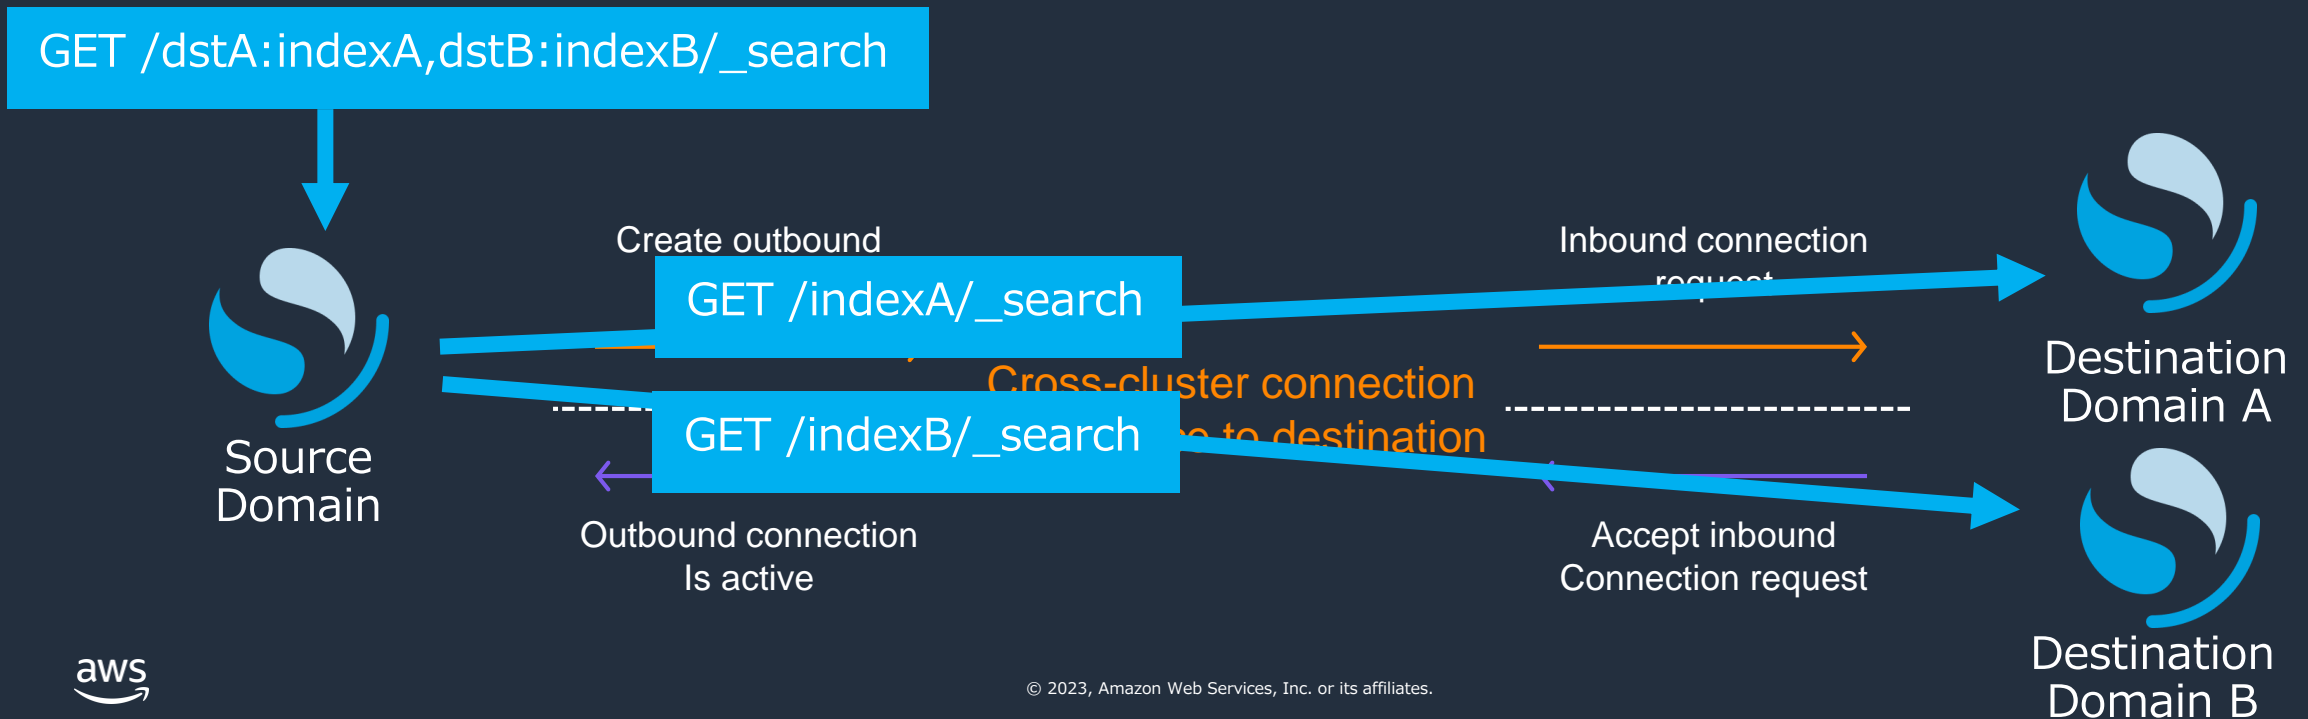 GET /dstA:indexA,dstB:indexB/_search
Create outbound
Inbound connection
request
GET /indexA/_search
Cross-cluster connection
to destination
GET /indexB/_search
Source
Domain
Destination
Domain A
Outbound connection
Is active
Accept inbound
Connection request
Destination
Domain B
aws
© 2023, Amazon Web Services, Inc. or its affiliates.